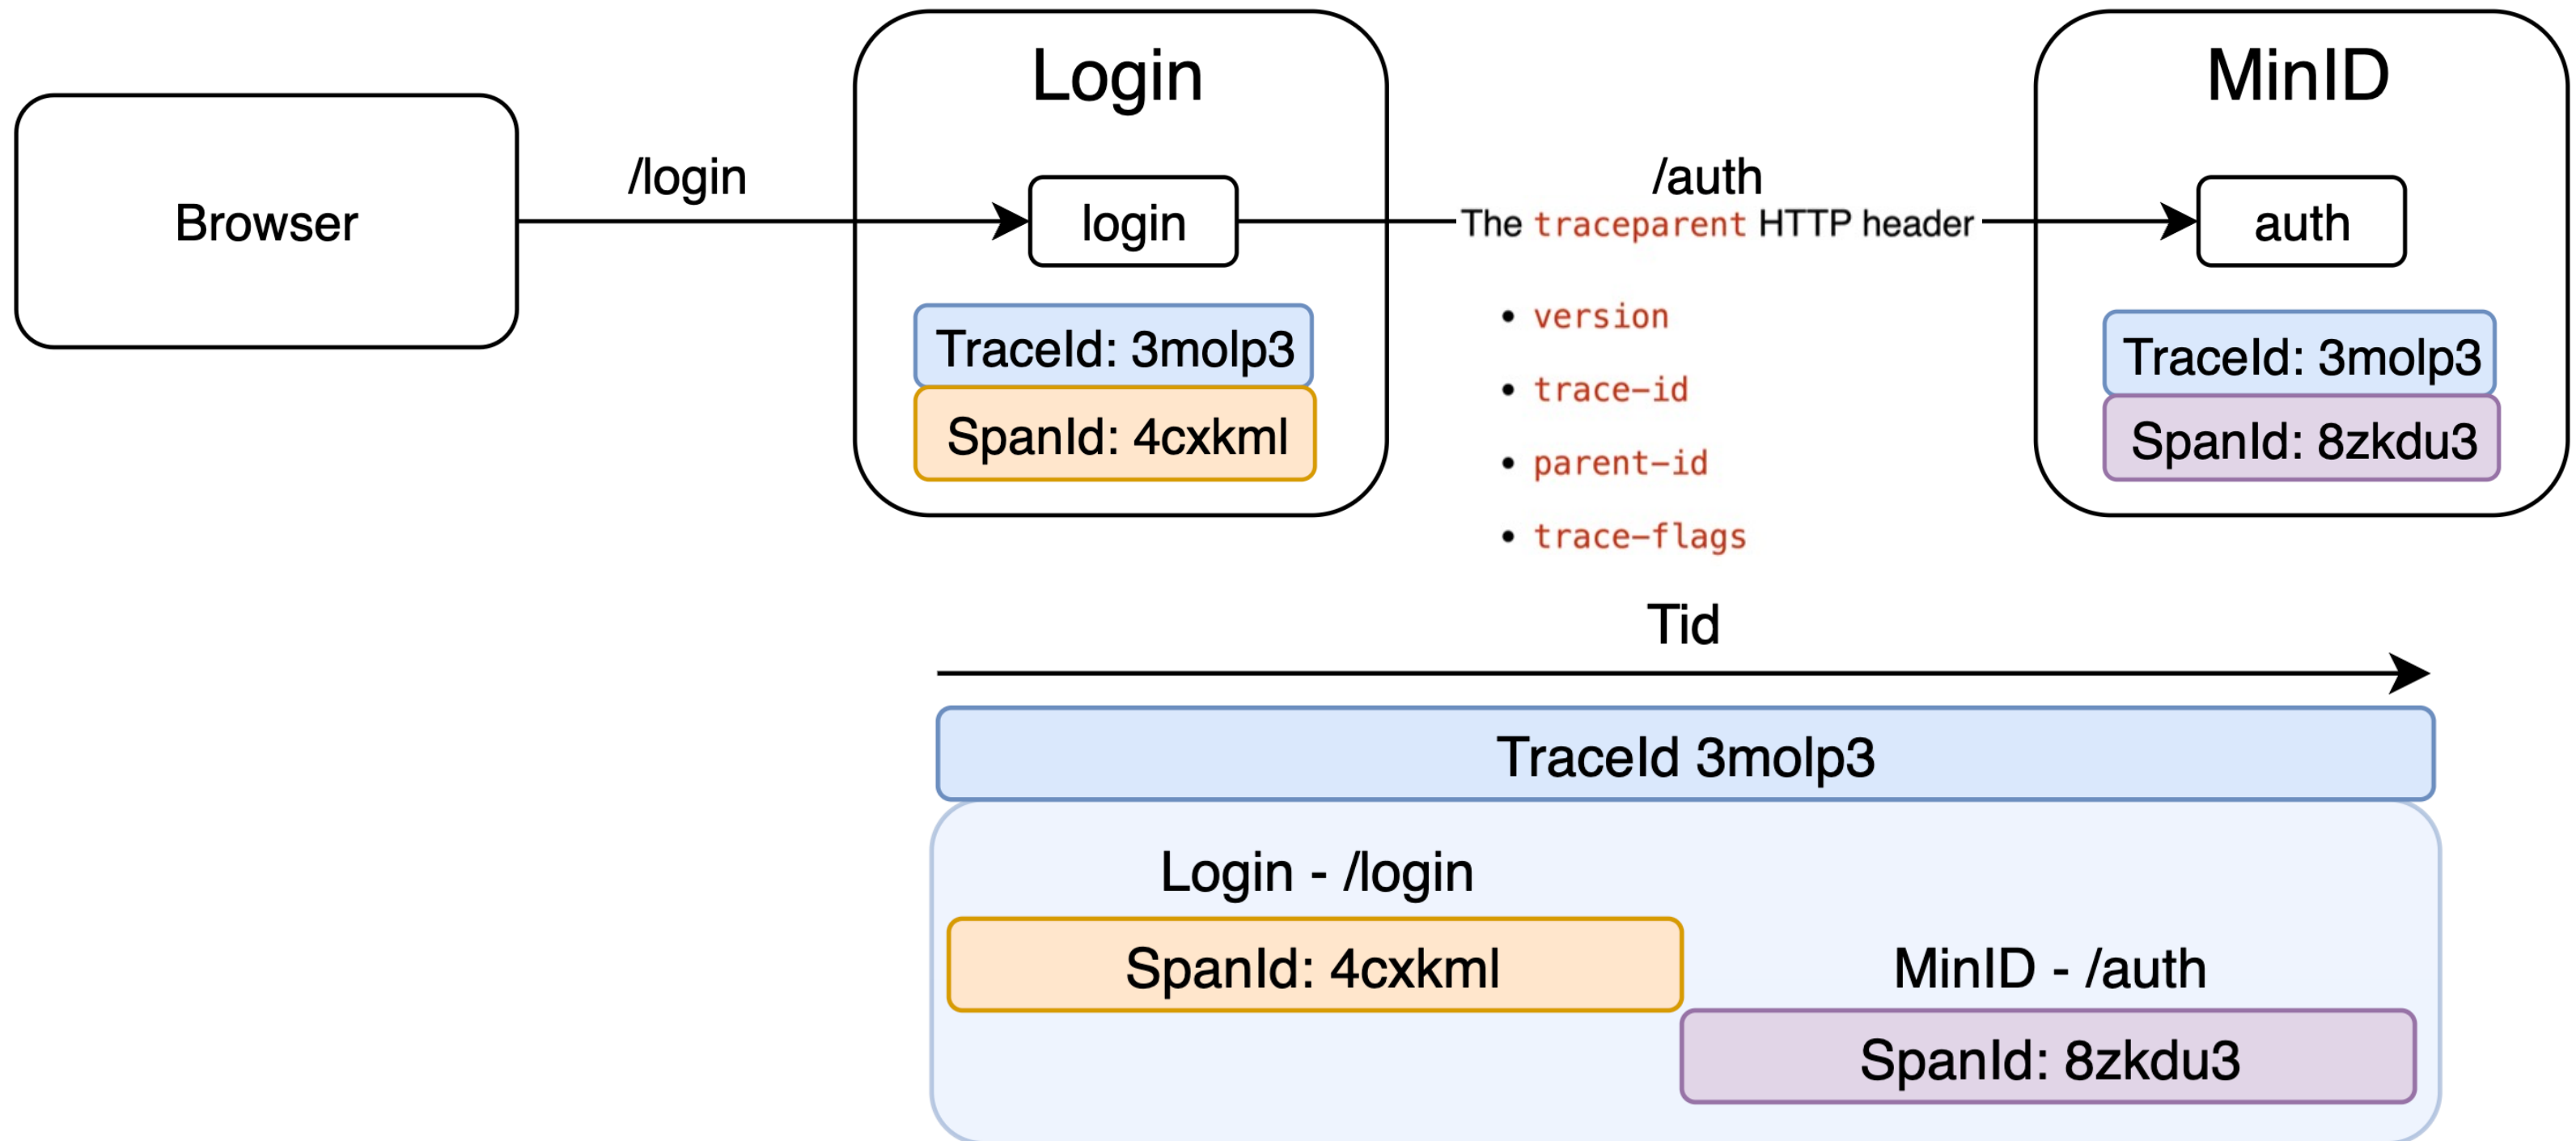 Browser
/login
Login
login
TraceId: 3molp3
SpanId: 4cxkml
/auth
The traceparent HTTP header
• version
• trace-id
• parent-id
• trace-flags
MinID
auth
TraceId: 3molp3
SpanId: 8zkdu3
Tid
TraceId 3molp3
Login - /login
SpanId: 4cxkml
MinID - /auth
SpanId: 8zkdu3